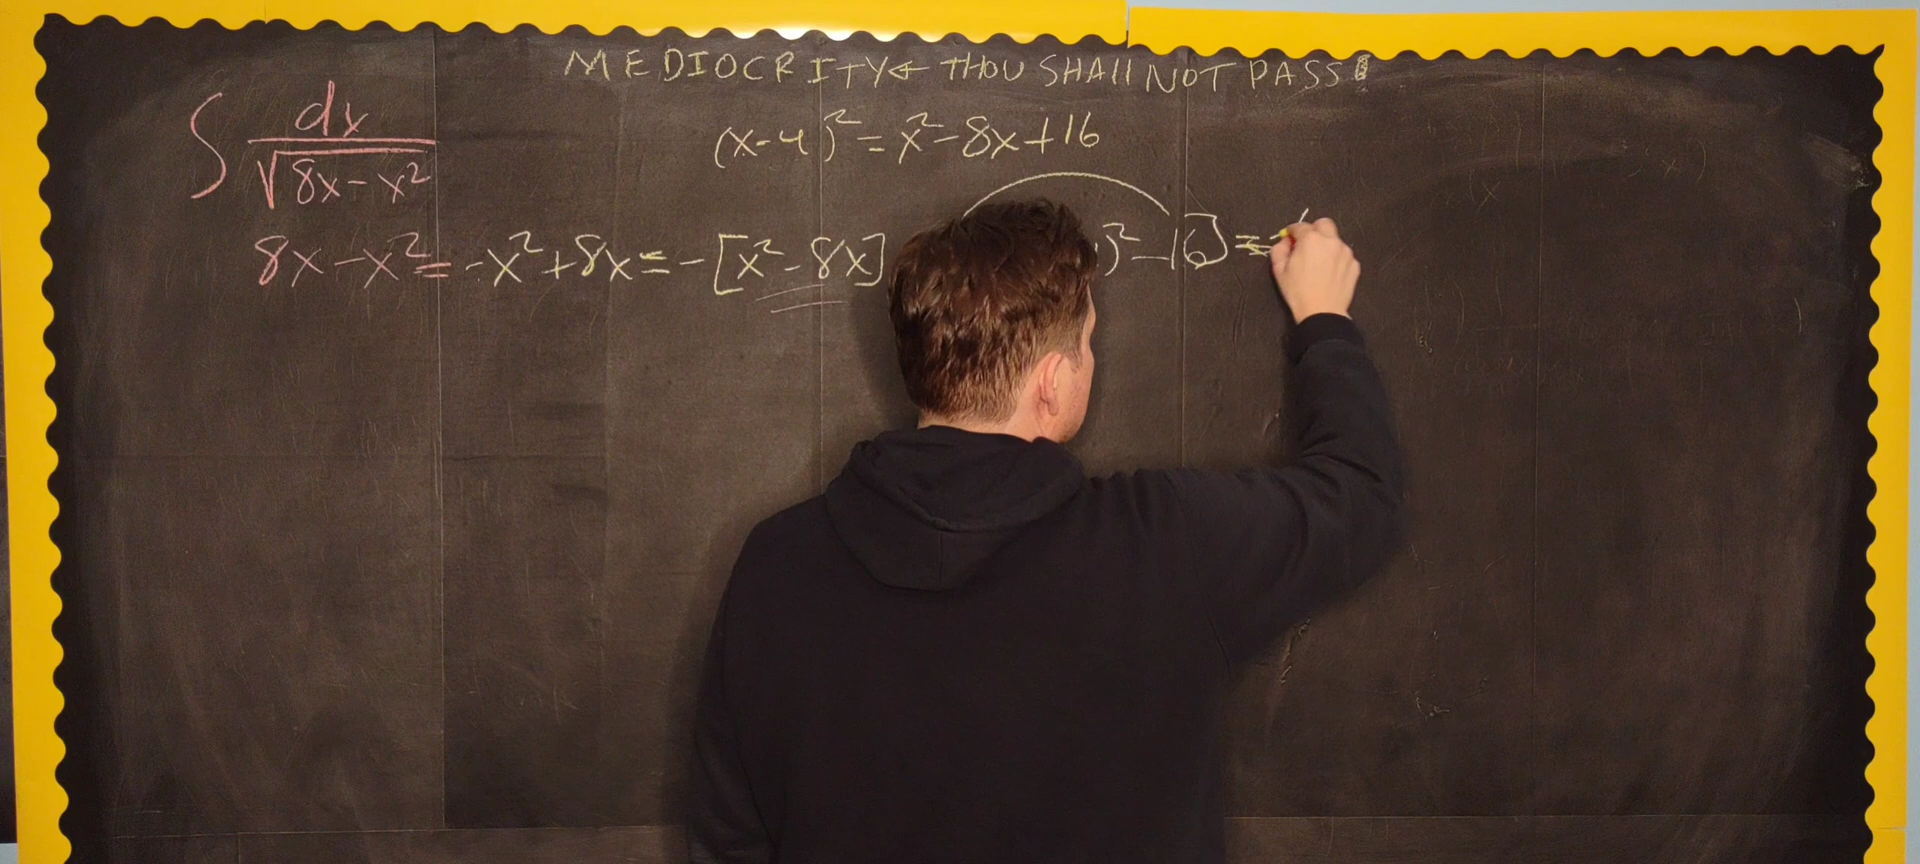 MEDIOCRITY← THOU SHAll NOT PASS!
∫ dx / √(8x - x²)
(x-4)² = x² - 8x + 16
8x - x² = -x² + 8x = -[x² - 8x] )² - 16] = -